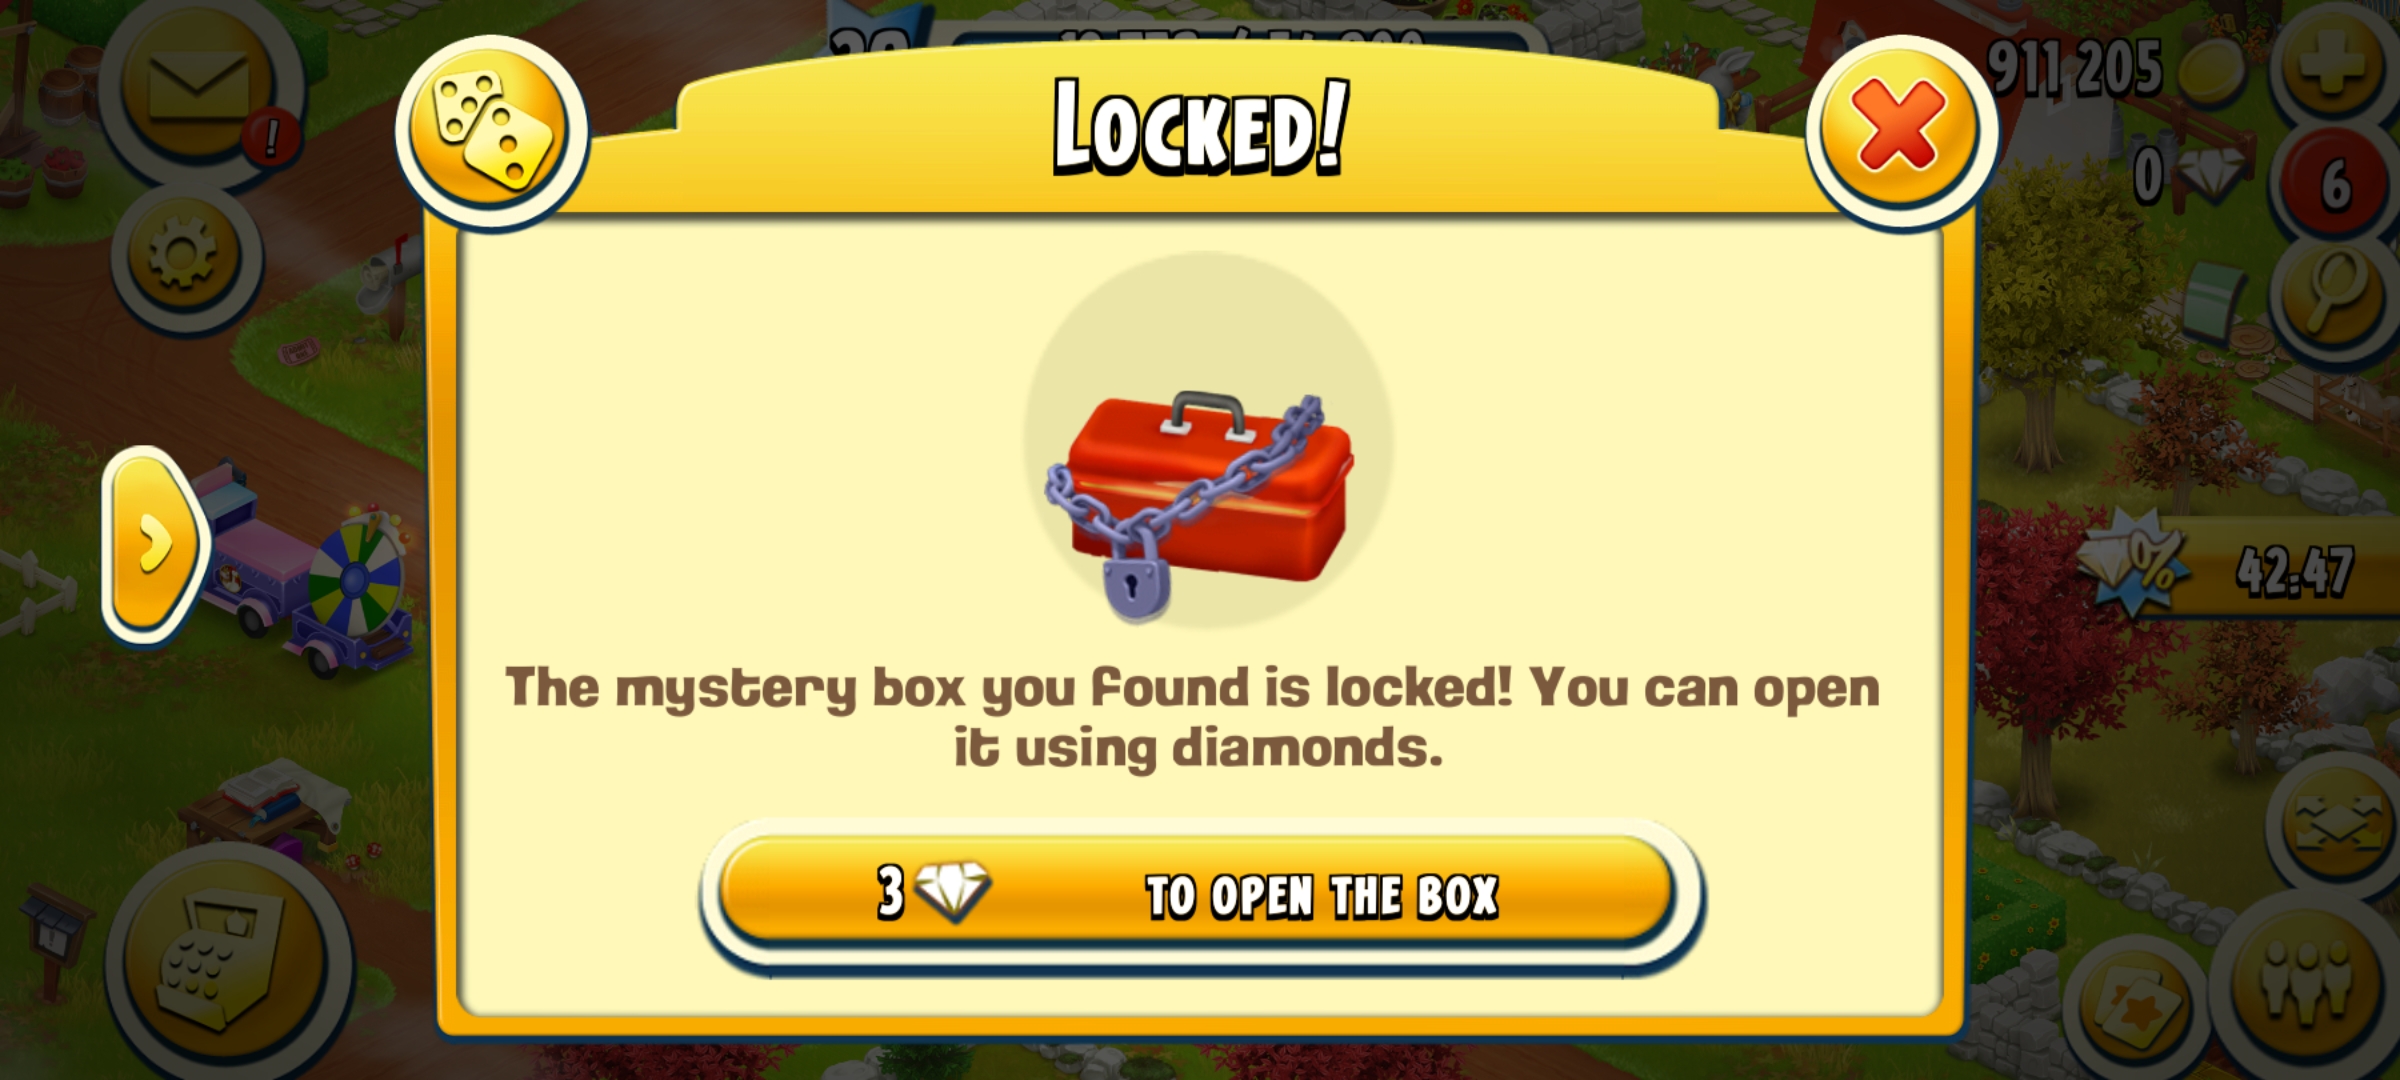 911 205
LOCKED!
!
0
6
42:47
The mystery box you found is locked! You can open
it using diamonds.
3
TO OPEN THE BOX